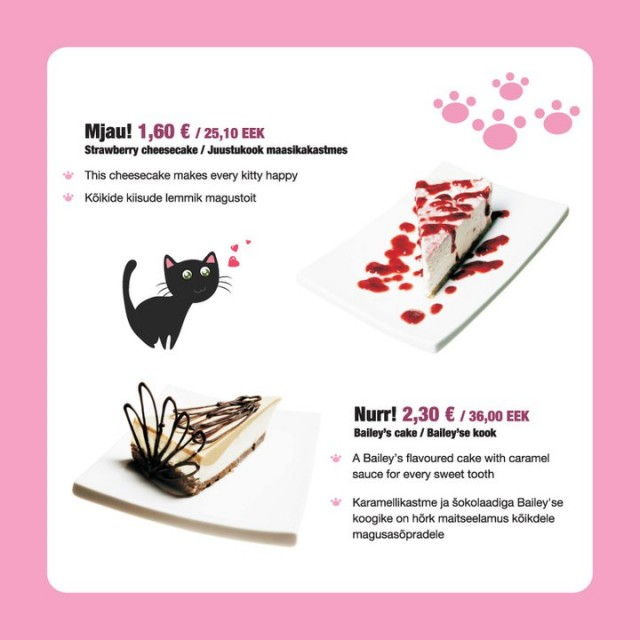 Mjau! 1,60 € / 25,10 EEK
Strawberry cheesecake / Juustukook maasikakastmes
This cheesecake makes every kitty happy
Kõikide kiisude lemmik magustoit
Nurr! 2,30 € / 36,00 EEK
Bailey's cake / Bailey'se kook
A Bailey's flavoured cake with caramel
sauce for every sweet tooth
Karamellikastme ja šokolaadiga Bailey'se
koogike on hõrk maitseelamus kõikdele
magusasõpradele